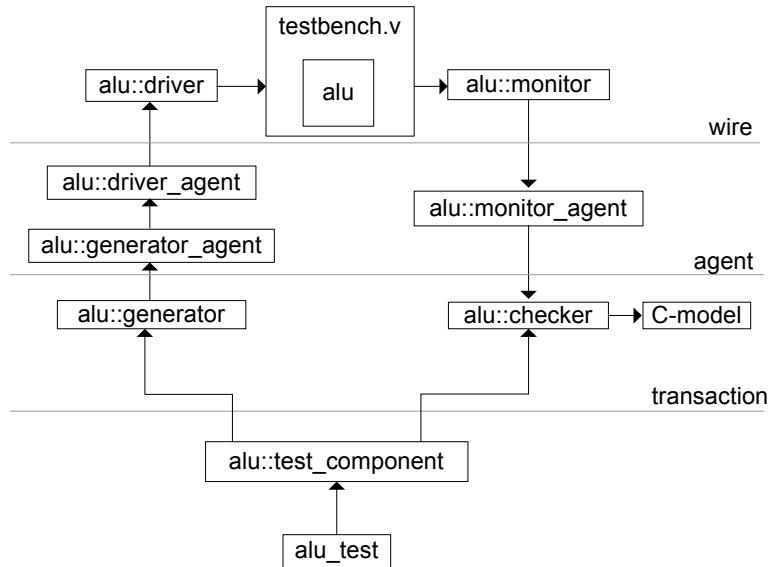 testbench.v
alu::driver
alu
alu::monitor
wire
alu::driver_agent
alu::monitor_agent
alu::generator_agent
agent
alu::generator
alu::checker
C-model
transaction
alu::test_component
alu_test